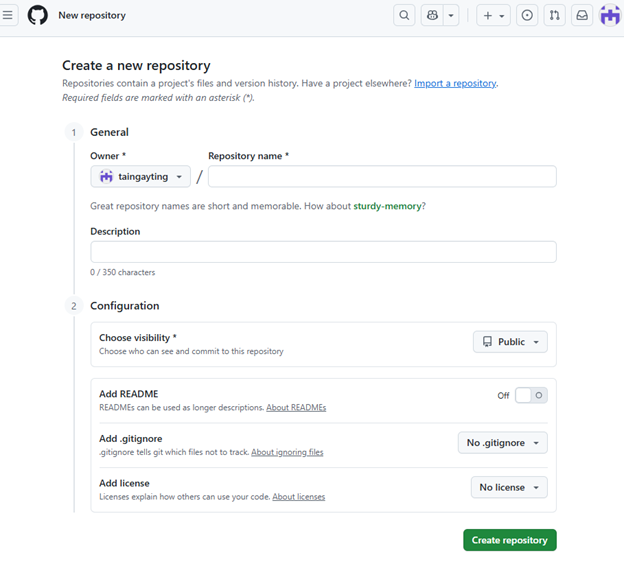 New repository
Create a new repository
Repositories contain a project's files and version history. Have a project elsewhere? Import a repository.
Required fields are marked with an asterisk (*).
1 General
Owner * Repository name *
taingayting /
Great repository names are short and memorable. How about sturdy-memory?
Description
0 / 350 characters
2 Configuration
Choose visibility * Public
Choose who can see and commit to this repository
Add README Off
READMEs can be used as longer descriptions. About READMEs
Add .gitignore No .gitignore
.gitignore tells git which files not to track. About ignoring files
Add license No license
Licenses explain how others can use your code. About licenses
Create repository